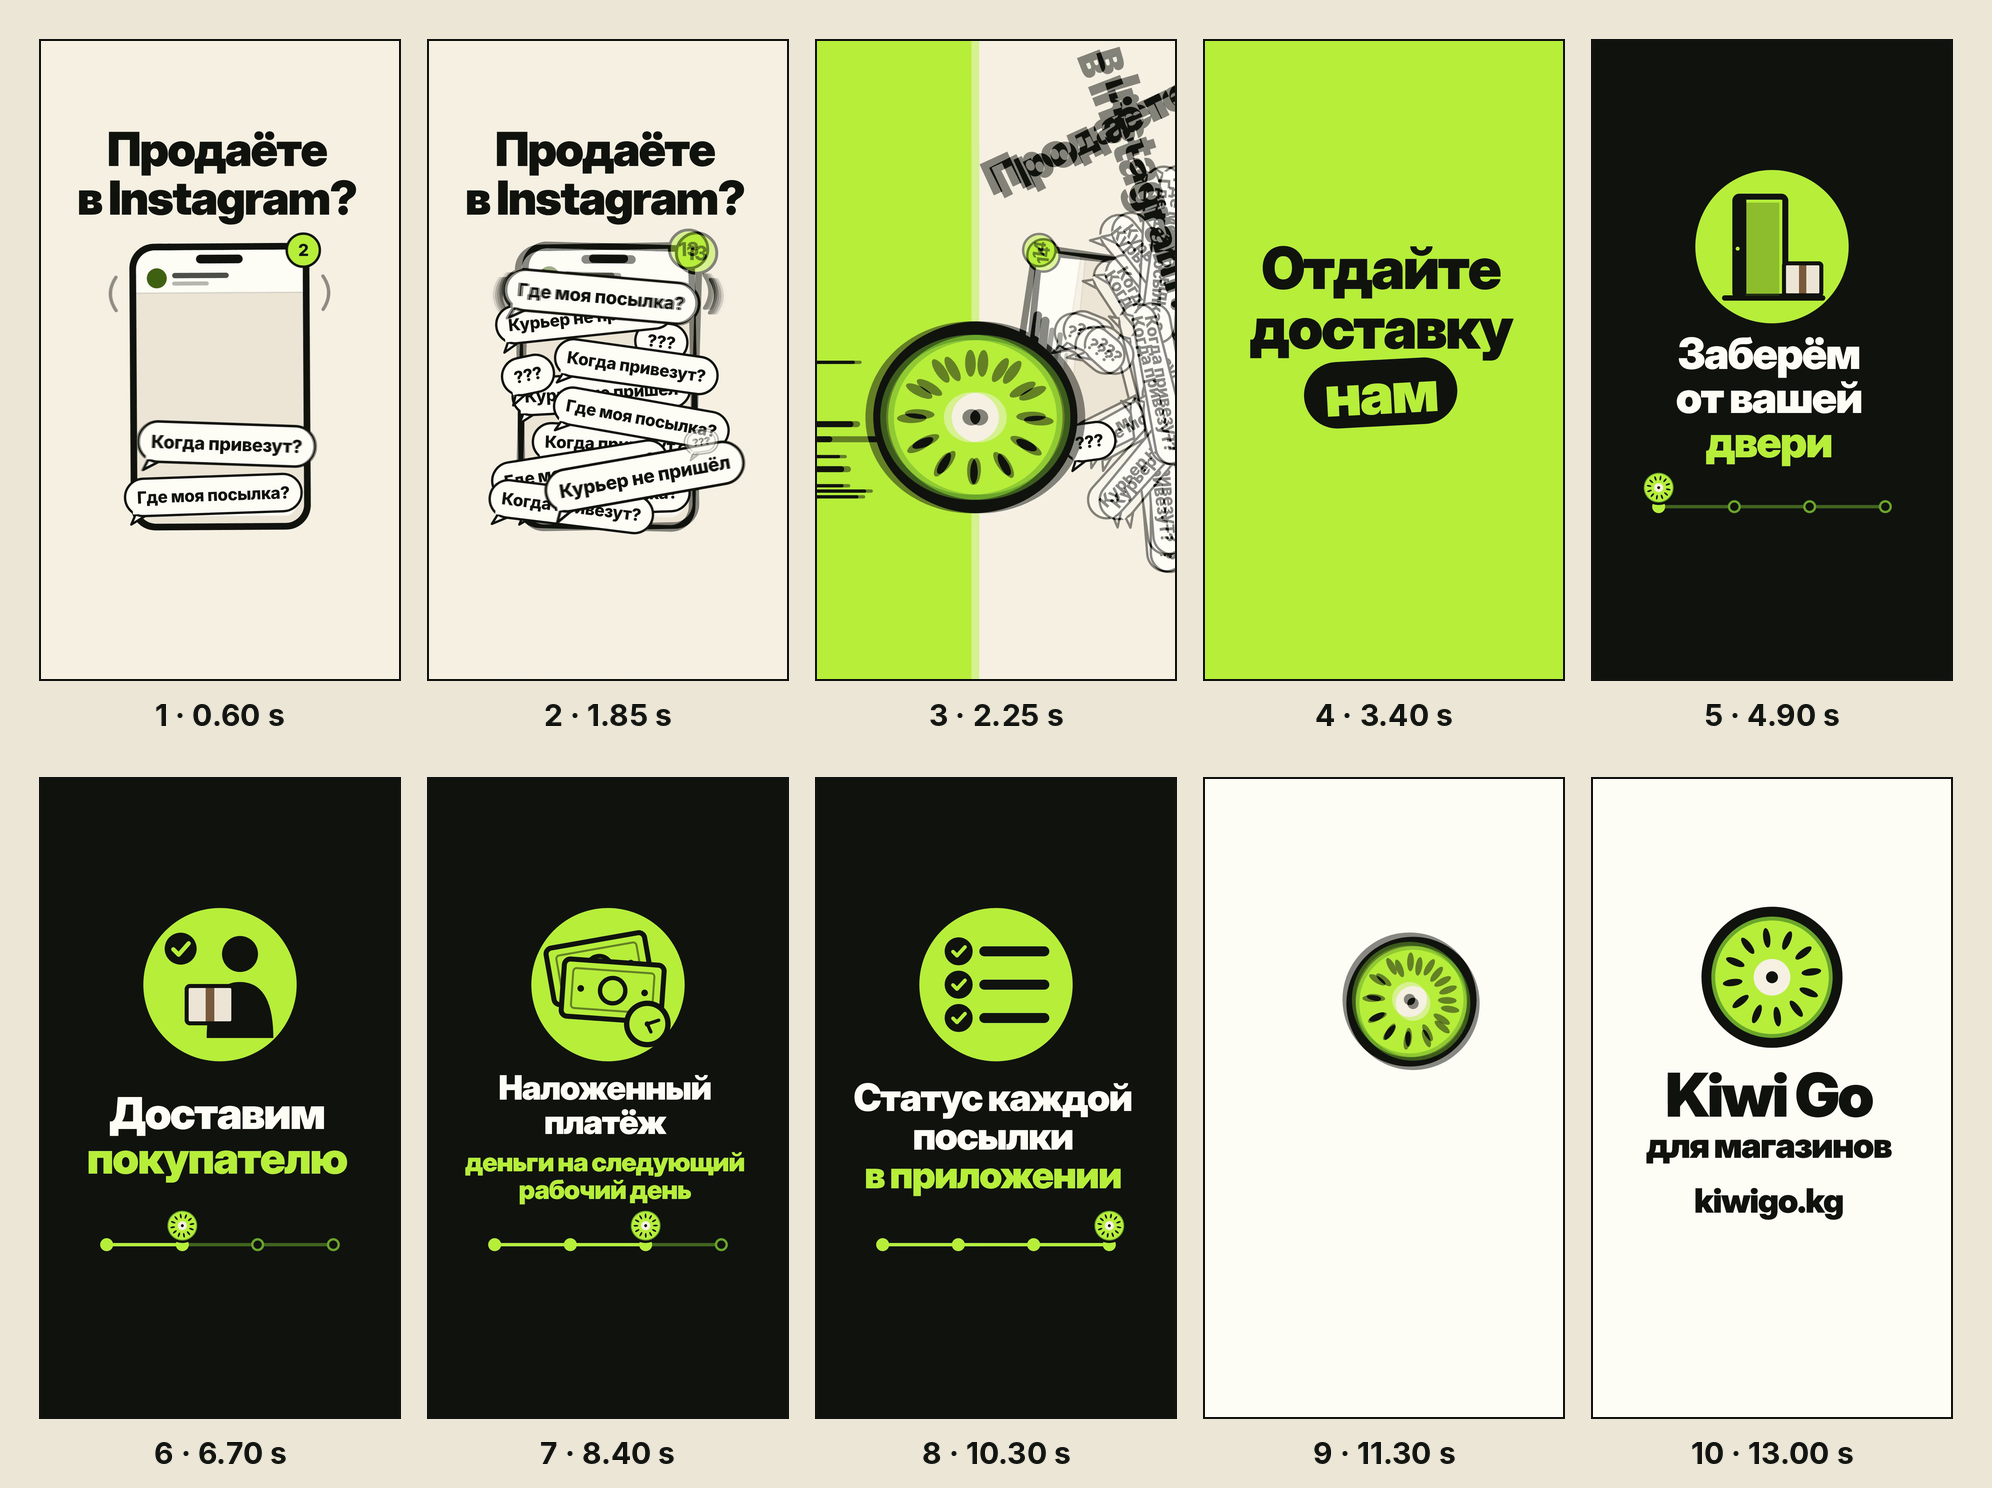 Продаёте
в Instagram?
2
Когда привезут?
Где моя посылка?
1 · 0.60 s
Продаёте
в Instagram?
Где моя посылка?
Курьер не
???
Когда привезут?
???
Где моя посылка?
???
Когда
Курьер не пришёл
Когда
2 · 1.85 s
???
3 · 2.25 s
Отдайте
доставку
нам
4 · 3.40 s
Заберём
от вашей
двери
5 · 4.90 s
Доставим
покупателю
6 · 6.70 s
Наложенный
платёж
деньги на следующий
рабочий день
7 · 8.40 s
Статус каждой
посылки
в приложении
8 · 10.30 s
9 · 11.30 s
Kiwi Go
для магазинов
kiwigo.kg
10 · 13.00 s